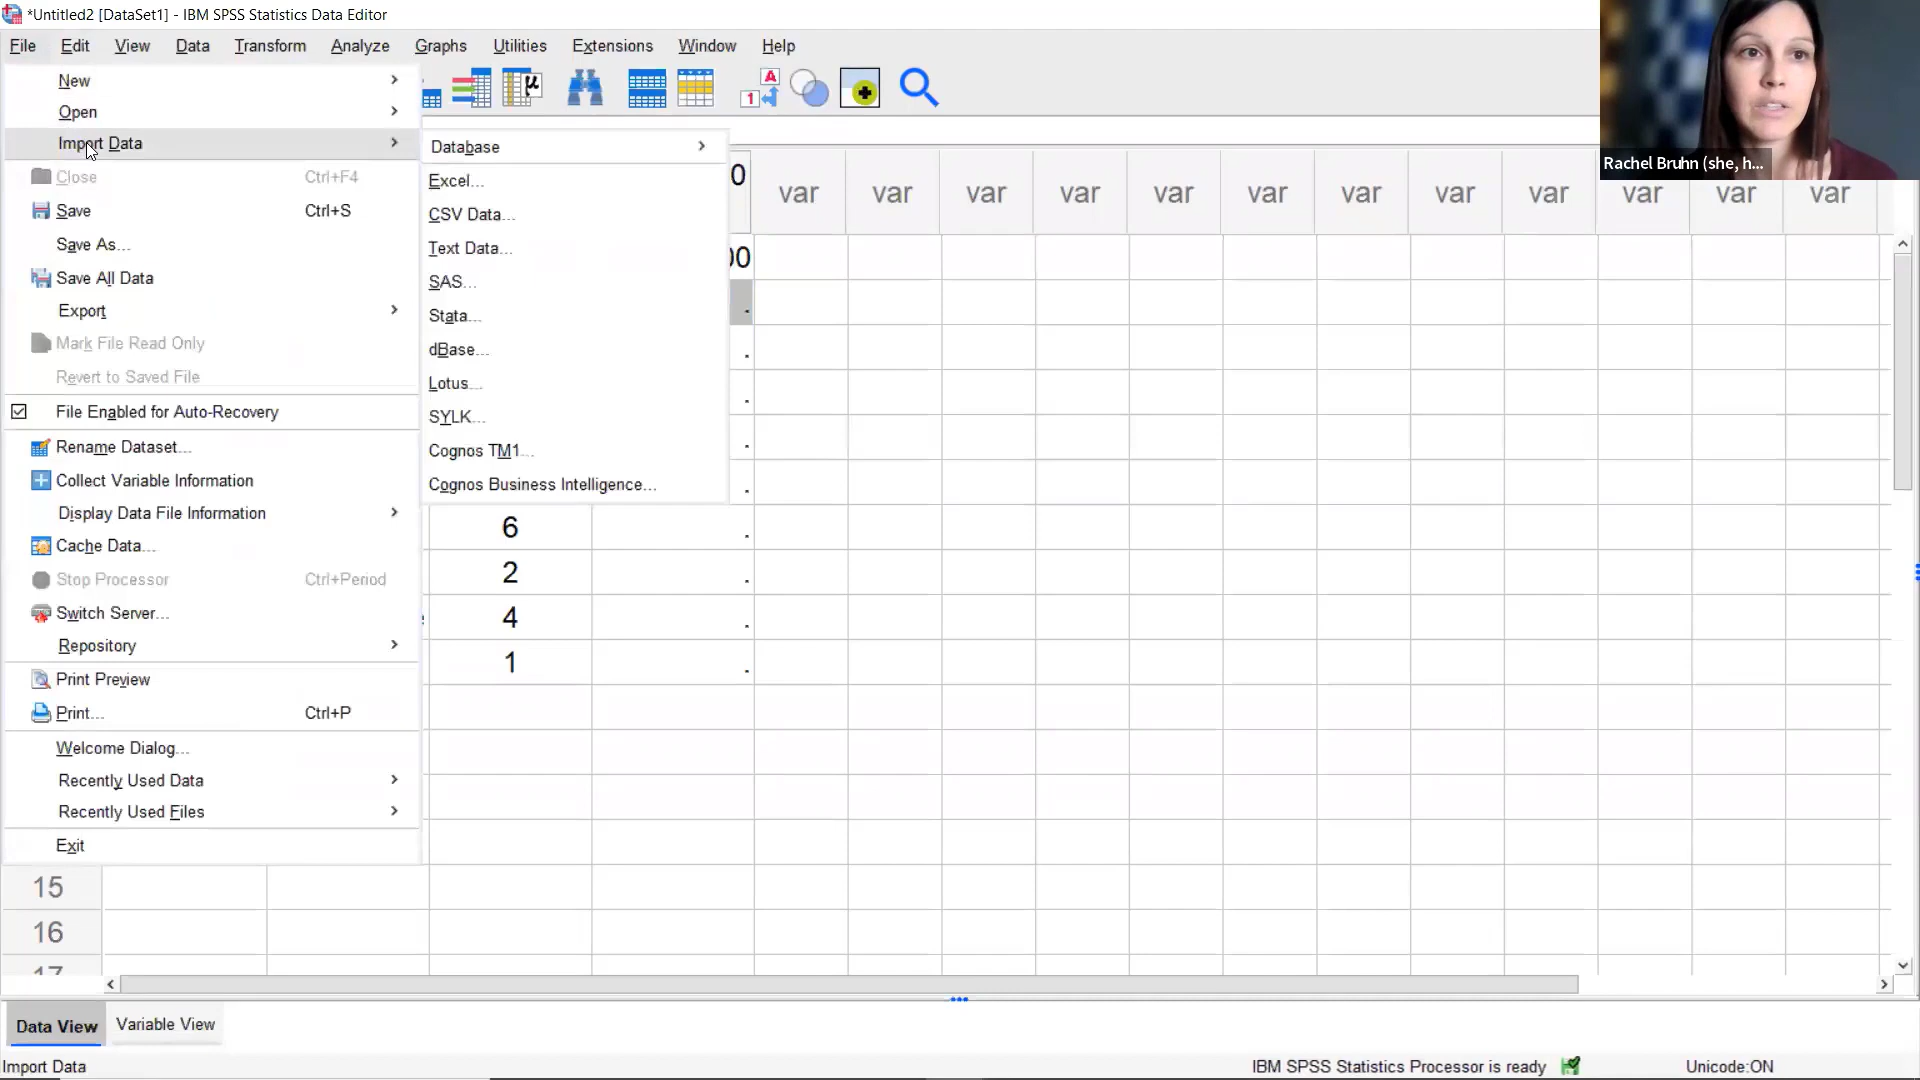 *Untitled2 [DataSet1] - IBM SPSS Statistics Data Editor
File Edit View Data Transform Analyze Graphs Utilities Extensions Window Help
Rachel Bruhn (she, h...
New
Open
Import Data
Close Ctrl+F4
Save Ctrl+S
Save As...
Save All Data
Export
Mark File Read Only
Revert to Saved File
File Enabled for Auto-Recovery
Rename Dataset...
Collect Variable Information
Display Data File Information
Cache Data...
Stop Processor Ctrl+Period
Switch Server...
Repository
Print Preview
Print... Ctrl+P
Welcome Dialog...
Recently Used Data
Recently Used Files
Exit
Database
Excel...
CSV Data...
Text Data...
SAS...
Stata...
dBase...
Lotus...
SYLK...
Cognos TM1...
Cognos Business Intelligence...
0 var var var var var var var var var var var var
00
.
.
.
.
.
6 .
2 .
4 .
1 .
15
16
17
Data View Variable View
Import Data IBM SPSS Statistics Processor is ready Unicode:ON